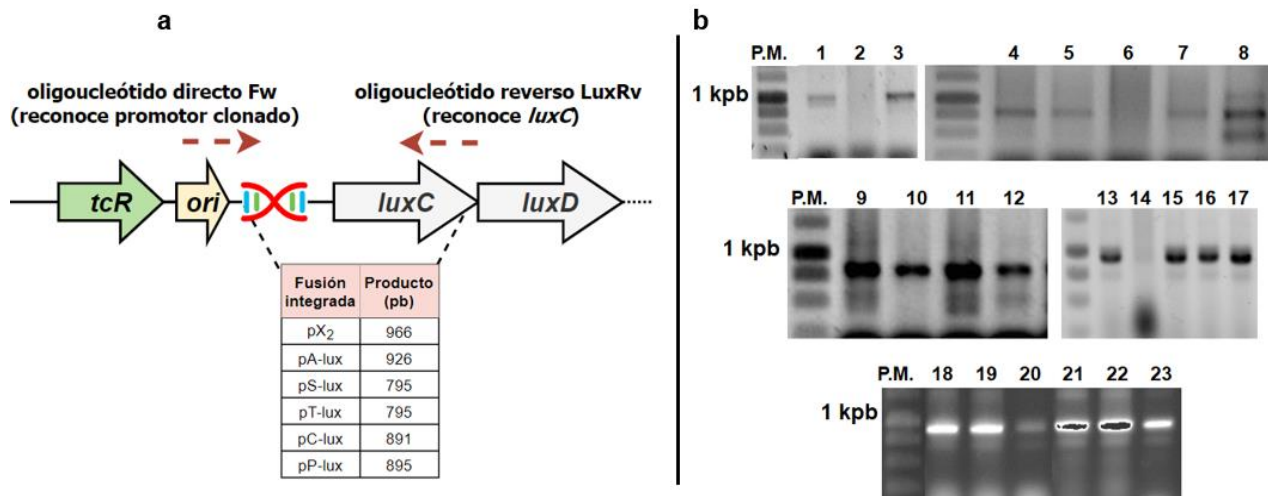 a
oligoucleótido directo Fw
(reconoce promotor clonado)
oligoucleótido reverso LuxRv
(reconoce luxC)
tcR
ori
luxC
luxD
Fusión integrada Producto (pb)
pX2 966
pA-lux 926
pS-lux 795
pT-lux 795
pC-lux 891
pP-lux 895
b
P.M. 1 2 3 4 5 6 7 8
1 kpb
P.M. 9 10 11 12 13 14 15 16 17
1 kpb
P.M. 18 19 20 21 22 23
1 kpb